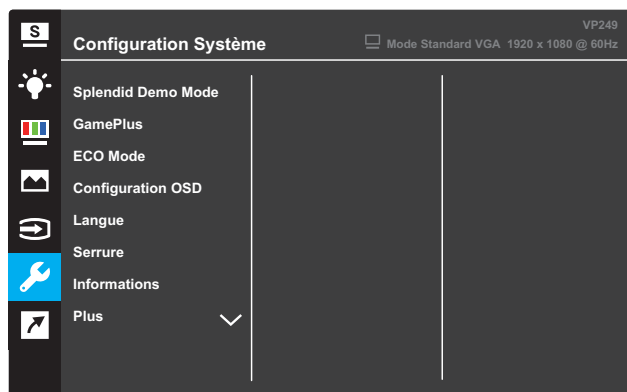 S
VP249
Configuration Système
Mode Standard VGA 1920 x 1080 @ 60Hz
Splendid Demo Mode
GamePlus
ECO Mode
Configuration OSD
Langue
Serrure
Informations
Plus